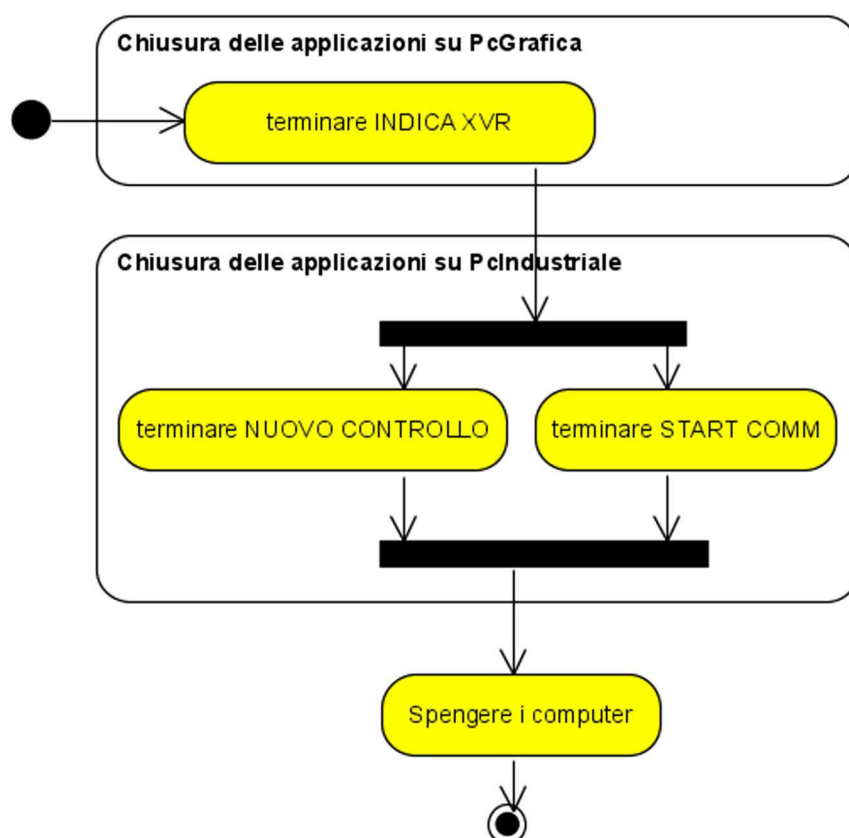 Chiusura delle applicazioni su PcGrafica
terminare INDICA XVR
Chiusura delle applicazioni su PcIndustriale
terminare NUOVO CONTROLLO
terminare START COMM
Spengere i computer